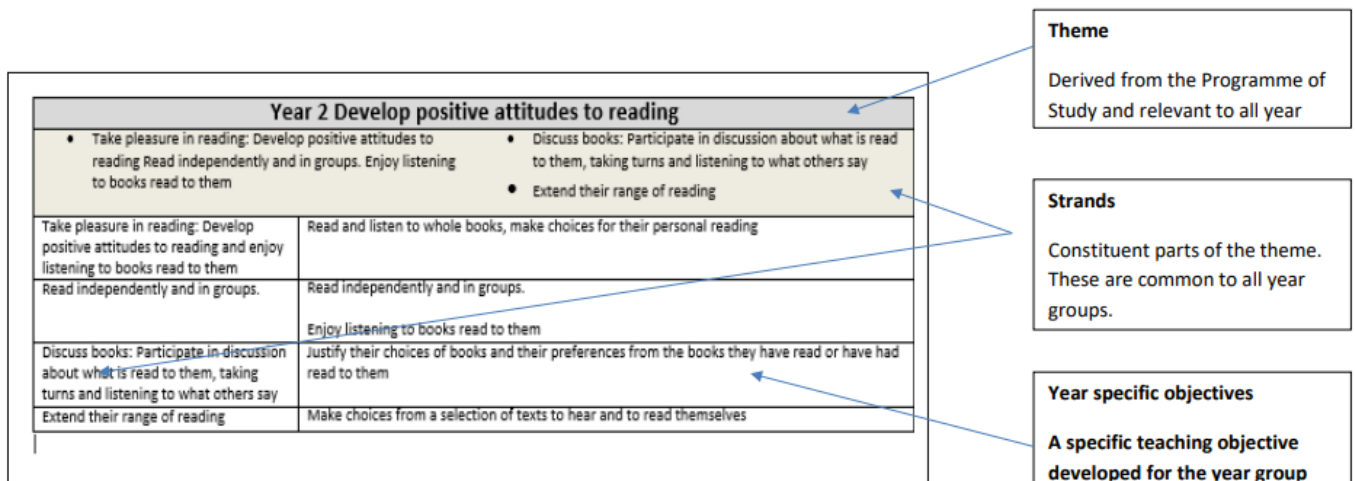 Theme
Derived from the Programme of
Study and relevant to all year
Year 2 Develop positive attitudes to reading
• Take pleasure in reading: Develop positive attitudes to
reading Read independently and in groups. Enjoy listening
to books read to them
• Discuss books: Participate in discussion about what is read
to them, taking turns and listening to what others say
• Extend their range of reading
Strands
Constituent parts of the theme.
These are common to all year
groups.
Take pleasure in reading: Develop
positive attitudes to reading and enjoy
listening to books read to them
Read and listen to whole books, make choices for their personal reading
Read independently and in groups.
Read independently and in groups.
Enjoy listening to books read to them
Discuss books: Participate in discussion
about what is read to them, taking
turns and listening to what others say
Justify their choices of books and their preferences from the books they have read or have had
read to them
Extend their range of reading
Make choices from a selection of texts to hear and to read themselves
Year specific objectives
A specific teaching objective
developed for the year group